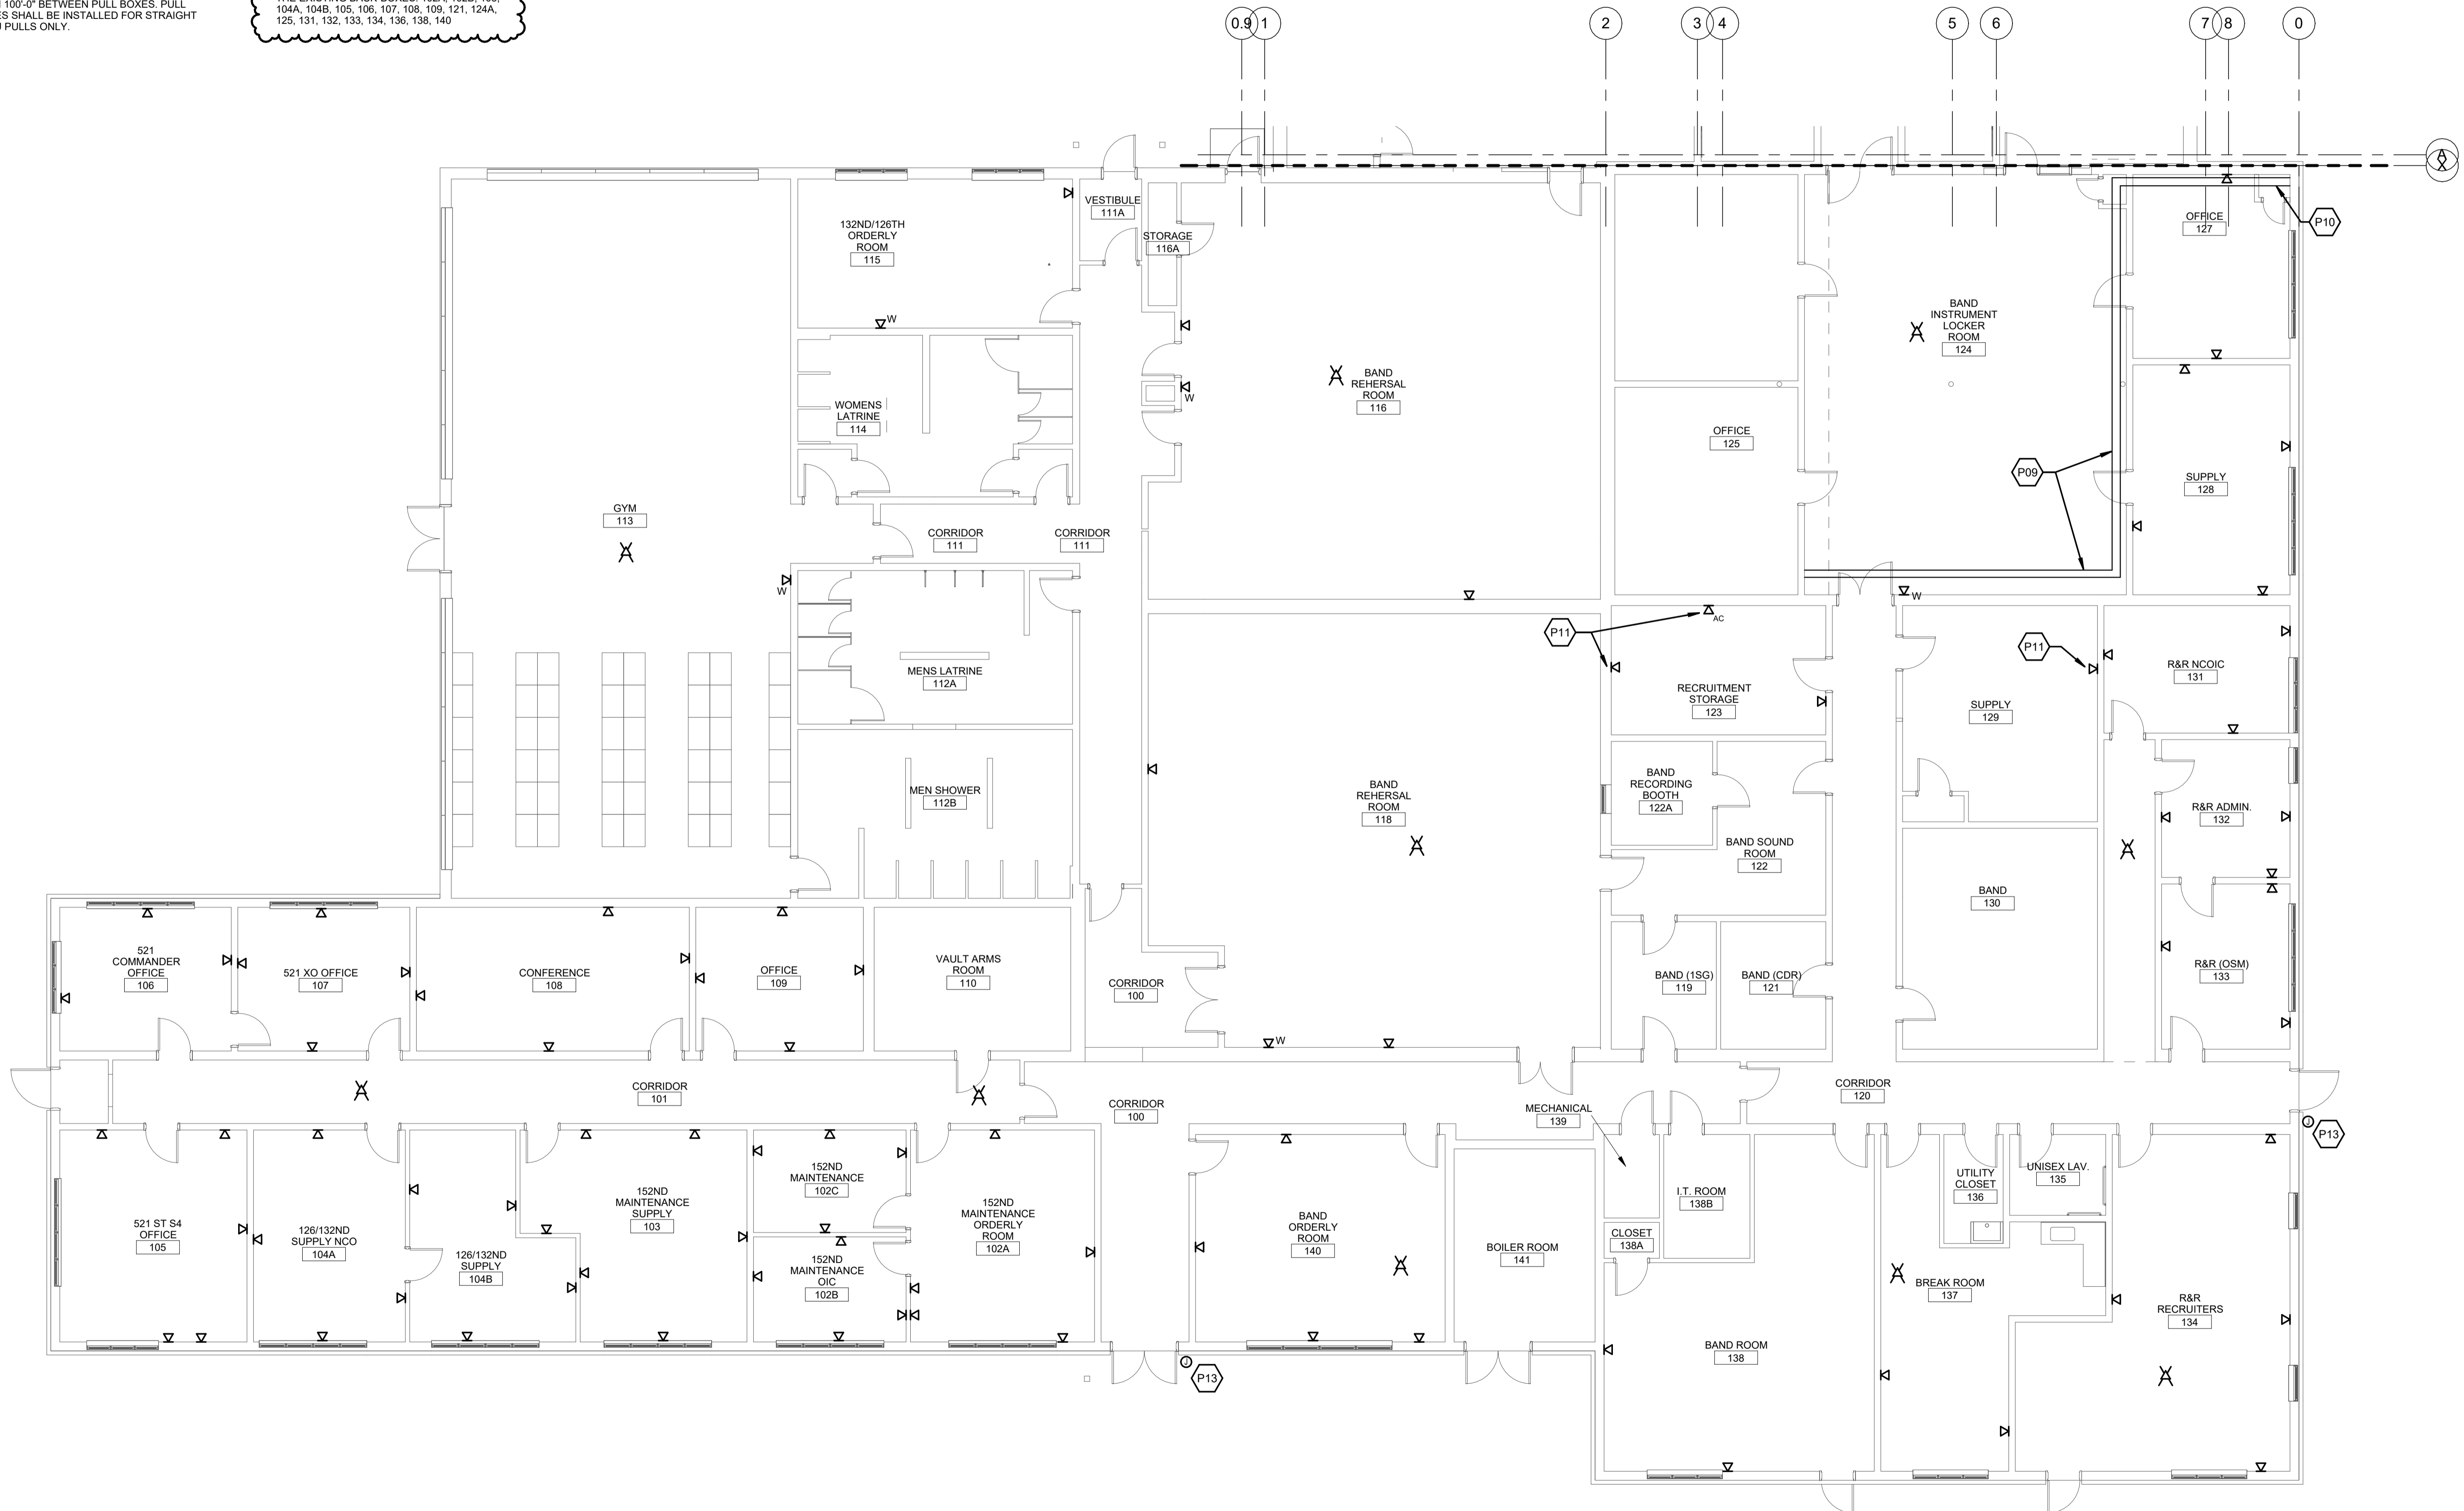 100'-0" BETWEEN PULL BOXES. PULL
ES SHALL BE INSTALLED FOR STRAIGHT
PULLS ONLY.
104A, 104B, 105, 106, 107, 108, 109, 121, 124A,
125, 131, 132, 133, 134, 136, 138, 140
0.9
1
2
3
4
5
6
7
8
0
A
X
VESTIBULE
111A
132ND/126TH
ORDERLY
ROOM
115
STORAGE
116A
OFFICE
127
P10
W
BAND
INSTRUMENT
LOCKER
ROOM
124
BAND
REHERSAL
ROOM
116
W
WOMENS
LATRINE
114
OFFICE
125
P09
SUPPLY
128
GYM
113
CORRIDOR
111
CORRIDOR
111
W
W
AC
P11
P11
MENS LATRINE
112A
R&R NCOIC
131
RECRUITMENT
STORAGE
123
SUPPLY
129
MEN SHOWER
112B
BAND
REHERSAL
ROOM
118
BAND
RECORDING
BOOTH
122A
R&R ADMIN.
132
BAND SOUND
ROOM
122
BAND
130
521
COMMANDER
OFFICE
106
521 XO OFFICE
107
CONFERENCE
108
OFFICE
109
VAULT ARMS
ROOM
110
CORRIDOR
100
BAND (1SG)
119
BAND (CDR)
121
R&R (OSM)
133
W
CORRIDOR
101
CORRIDOR
100
MECHANICAL
139
CORRIDOR
120
J
P13
521 ST S4
OFFICE
105
126/132ND
SUPPLY NCO
104A
126/132ND
SUPPLY
104B
152ND
MAINTENANCE
SUPPLY
103
152ND
MAINTENANCE
102C
152ND
MAINTENANCE
OIC
102B
152ND
MAINTENANCE
ORDERLY
ROOM
102A
BAND
ORDERLY
ROOM
140
BOILER ROOM
141
CLOSET
138A
I.T. ROOM
138B
UTILITY
CLOSET
136
UNISEX LAV.
135
BREAK ROOM
137
R&R
RECRUITERS
134
BAND ROOM
138
J
P13